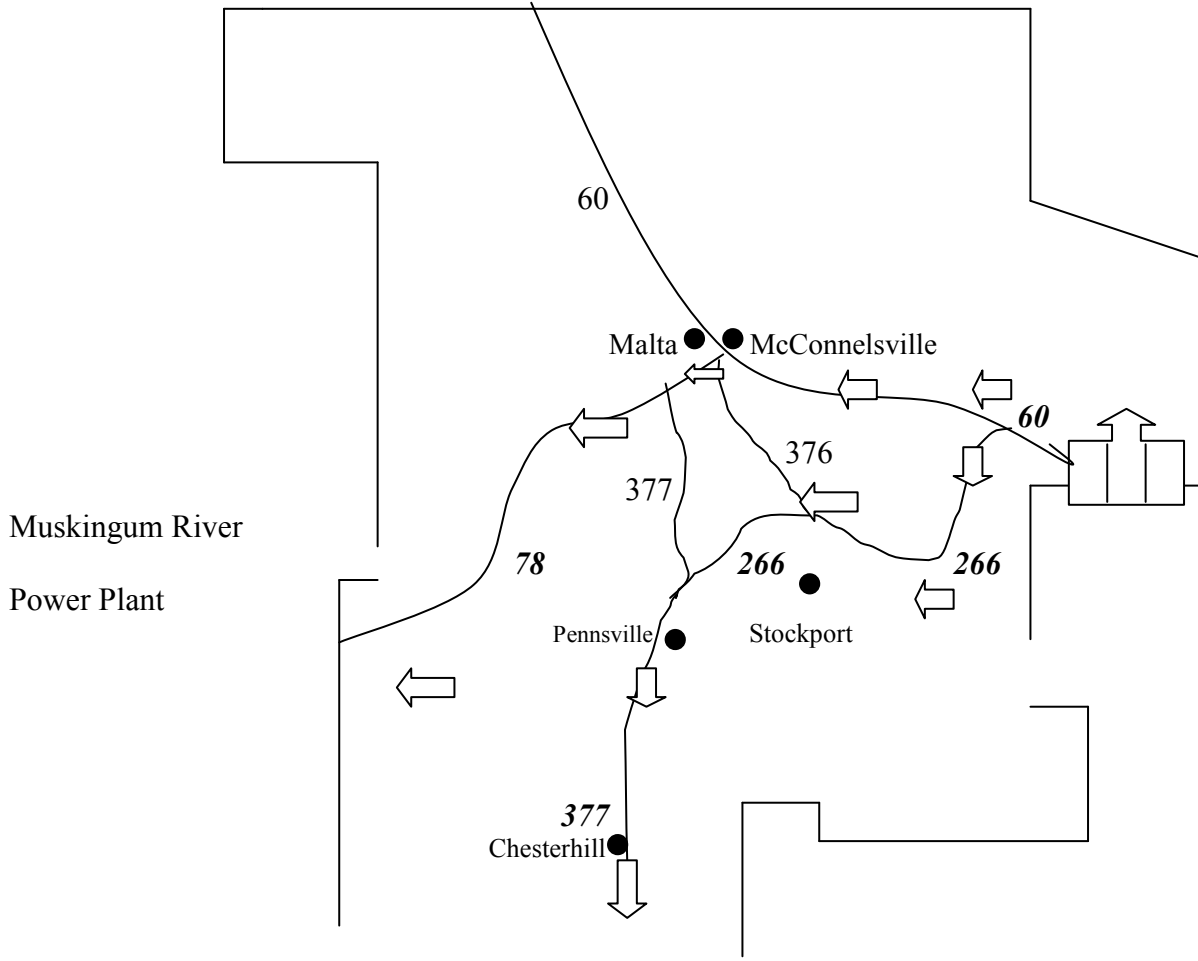 60
Malta
McConnelsville
60
376
377
Muskingum River
78
266
266
Power Plant
Pennsville
Stockport
377
Chesterhill